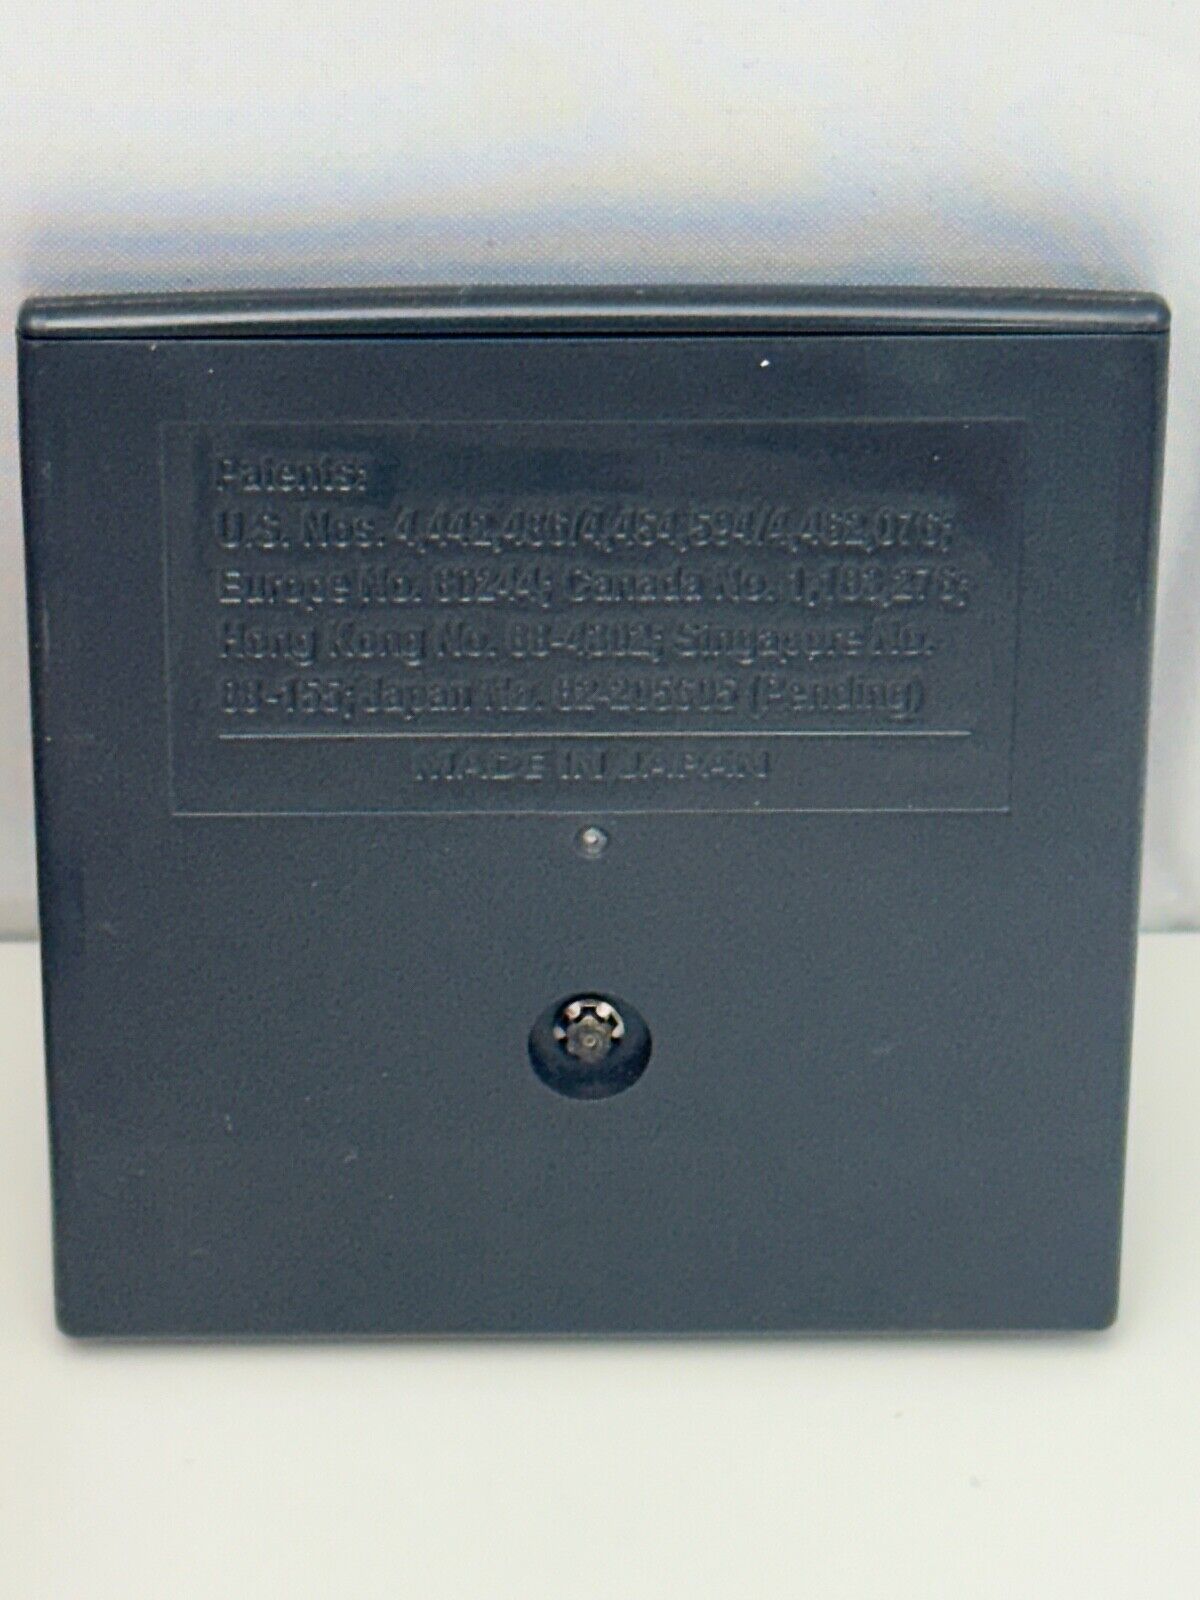 Patents:
U.S. Nos. 4,442,486/4,454,594/4,462,076;
Europe No. 80244; Canada No. 1,183,276;
Hong Kong No. 88-4302; Singapore No.
88-155; Japan No. 82-205605 (Pending)
MADE IN JAPAN